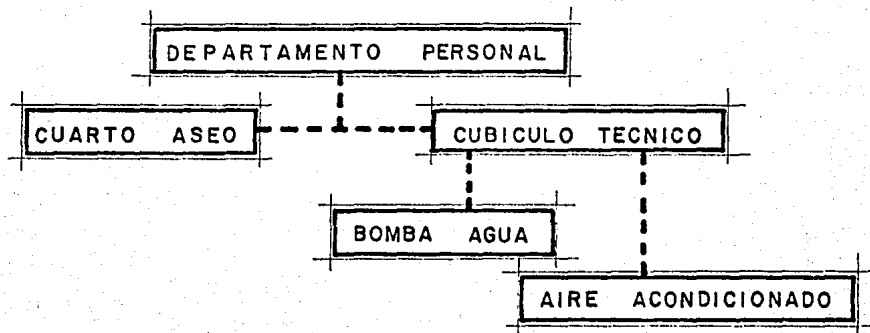 DEPARTAMENTO PERSONAL
CUARTO ASEO
CUBICULO TECNICO
BOMBA AGUA
AIRE ACONDICIONADO